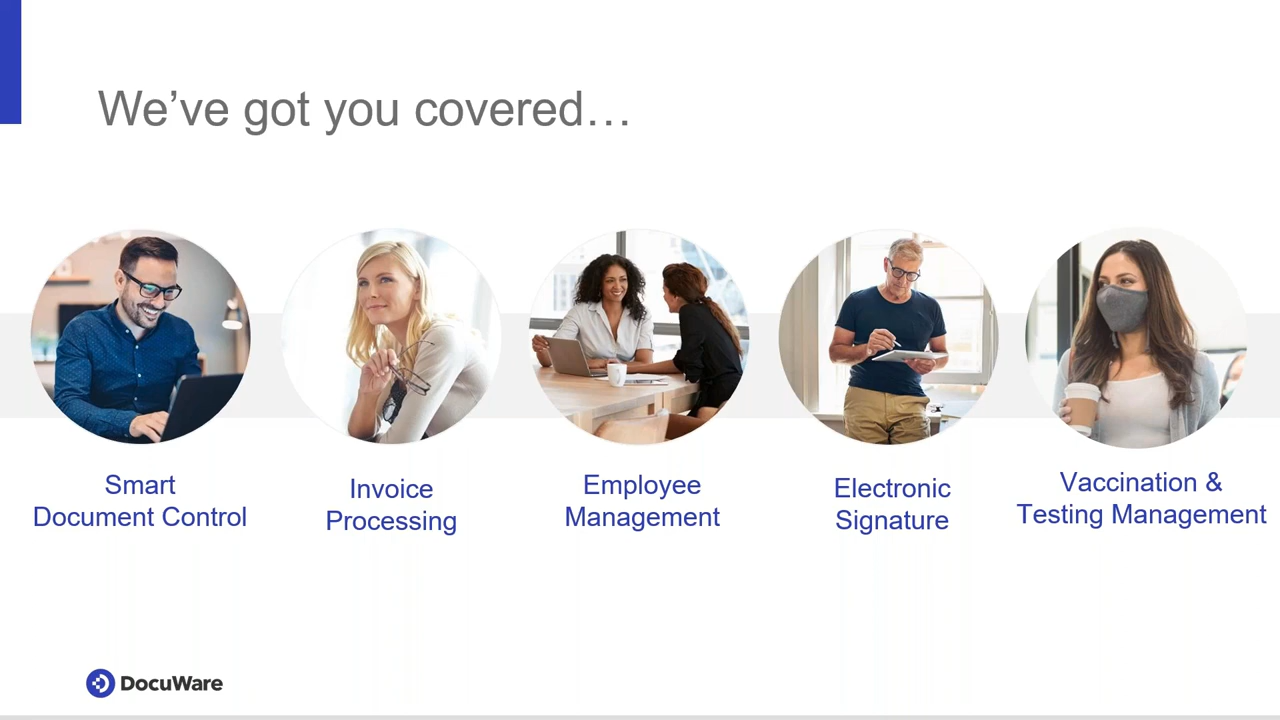 We’ve got you covered…
Smart
Document Control
Invoice
Processing
Employee
Management
Electronic
Signature
Vaccination &
Testing Management
DocuWare